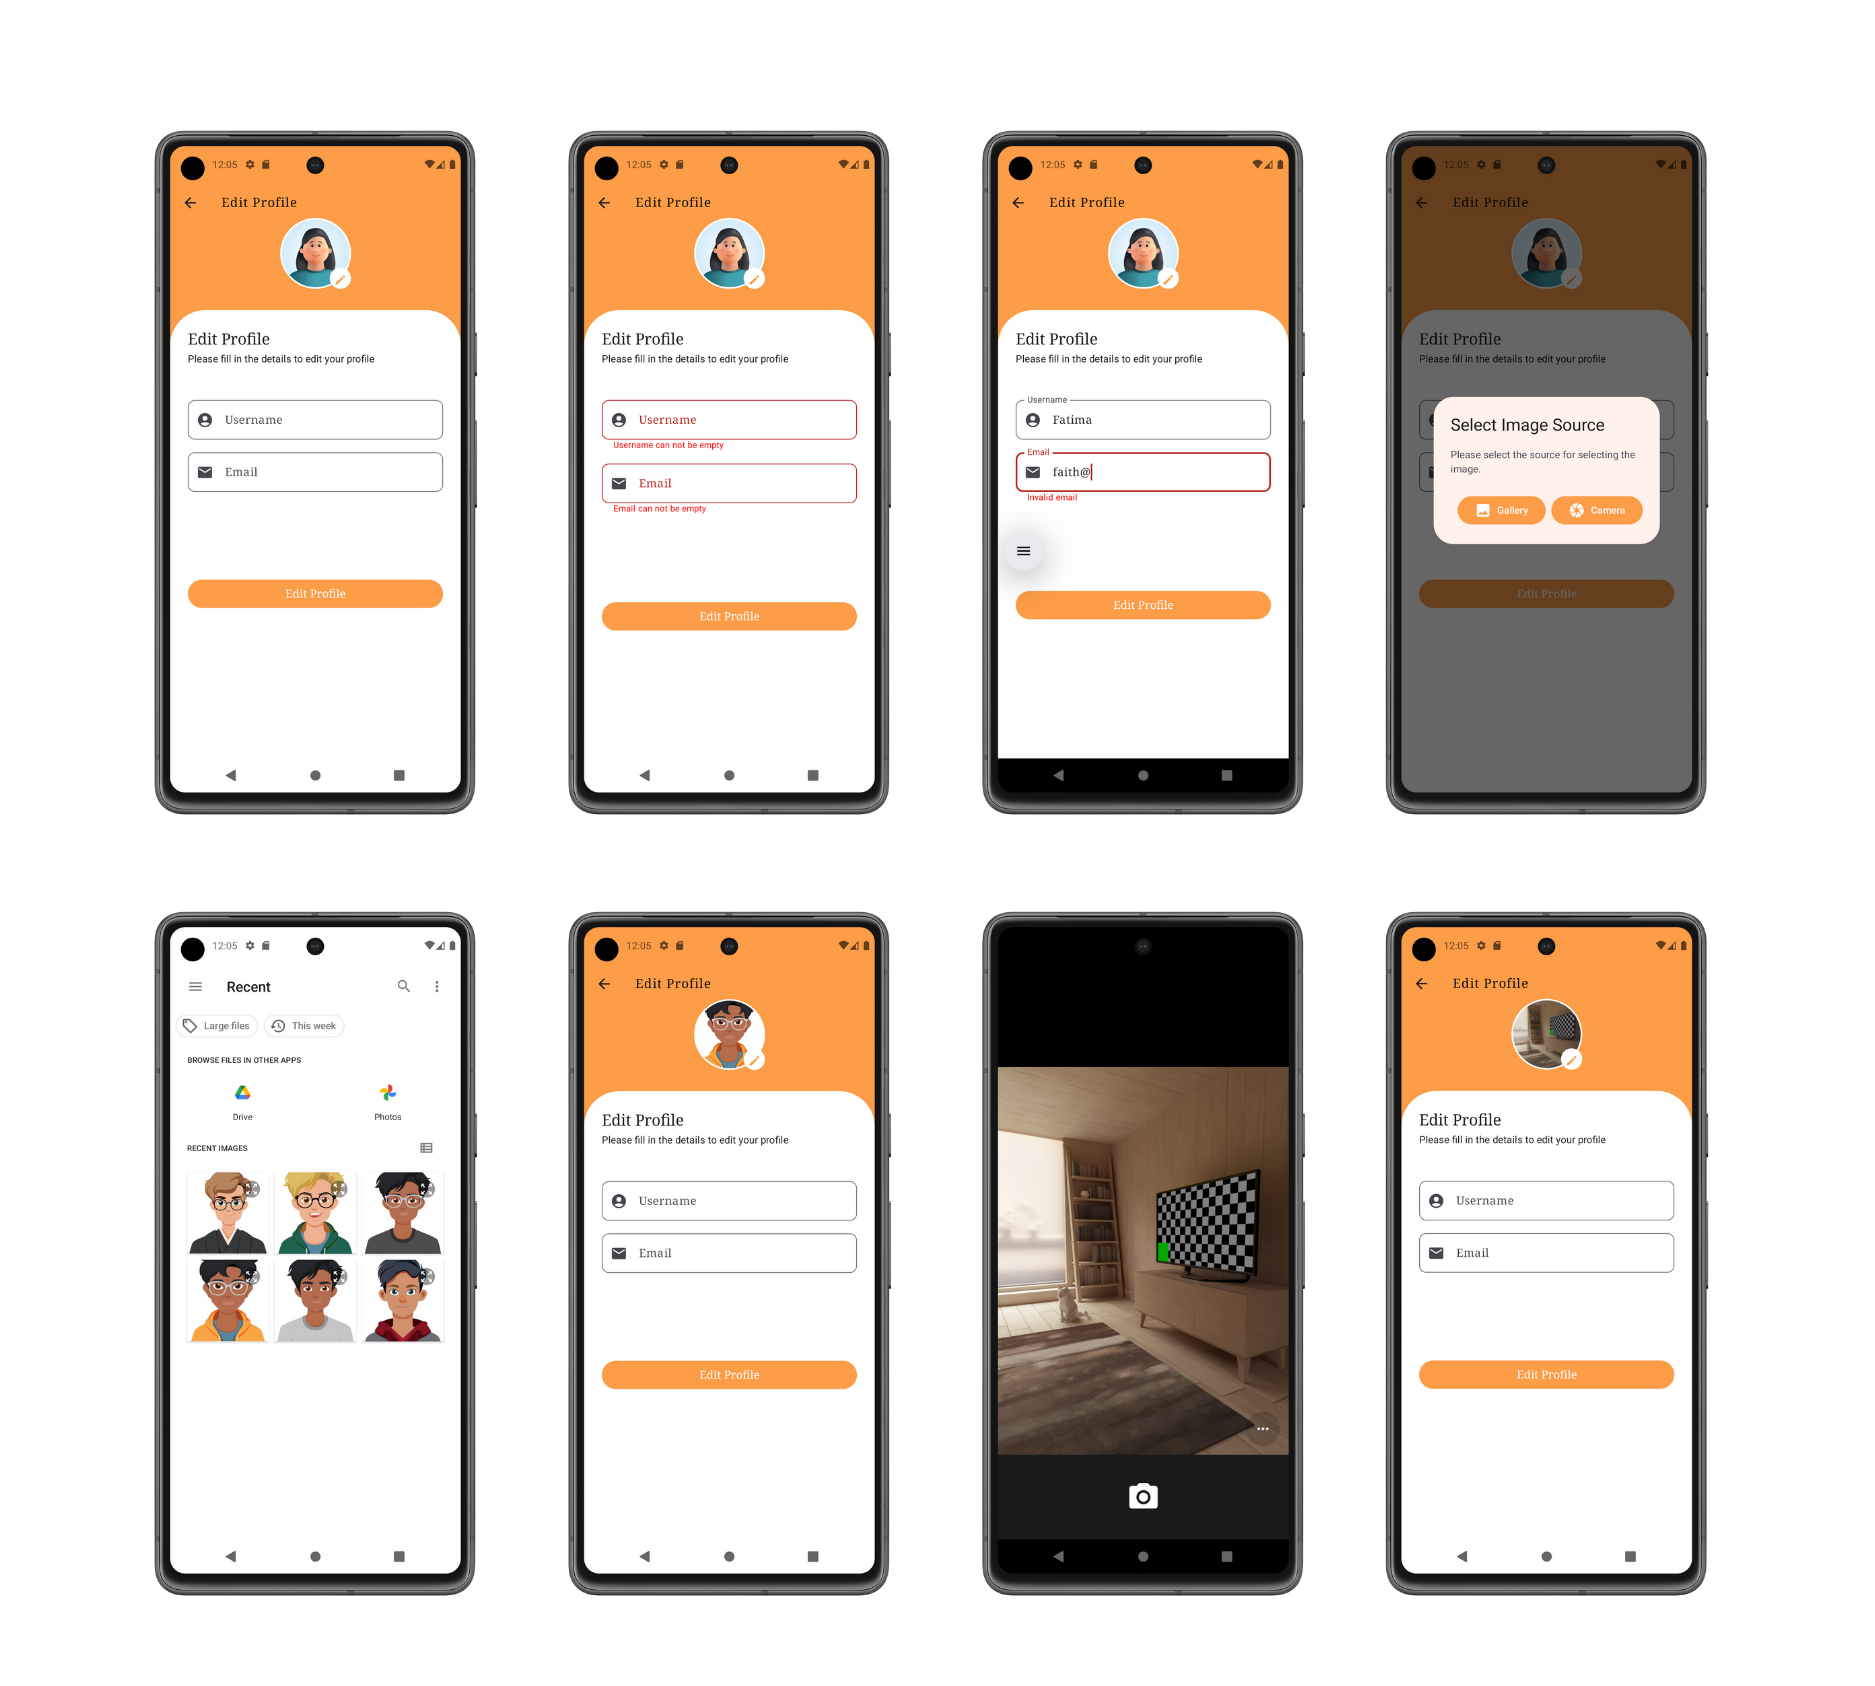 12:05
Edit Profile
Edit Profile
Please fill in the details to edit your profile
Username
Email
Edit Profile
12:05
Edit Profile
Edit Profile
Please fill in the details to edit your profile
Username
Username can not be empty
Email
Email can not be empty
Edit Profile
12:05
Edit Profile
Edit Profile
Please fill in the details to edit your profile
Username
Fatima
Email
faith@
Invalid email
Edit Profile
12:05
Edit Profile
Edit Profile
Please fill in the details to edit your profile
Select Image Source
Please select the source for selecting the
image.
Gallery Camera
Edit Profile
12:05
Recent
Large files This week
BROWSE FILES IN OTHER APPS
Drive Photos
RECENT IMAGES
12:05
Edit Profile
Edit Profile
Please fill in the details to edit your profile
Username
Email
Edit Profile
12:05
Edit Profile
Edit Profile
Please fill in the details to edit your profile
Username
Email
Edit Profile